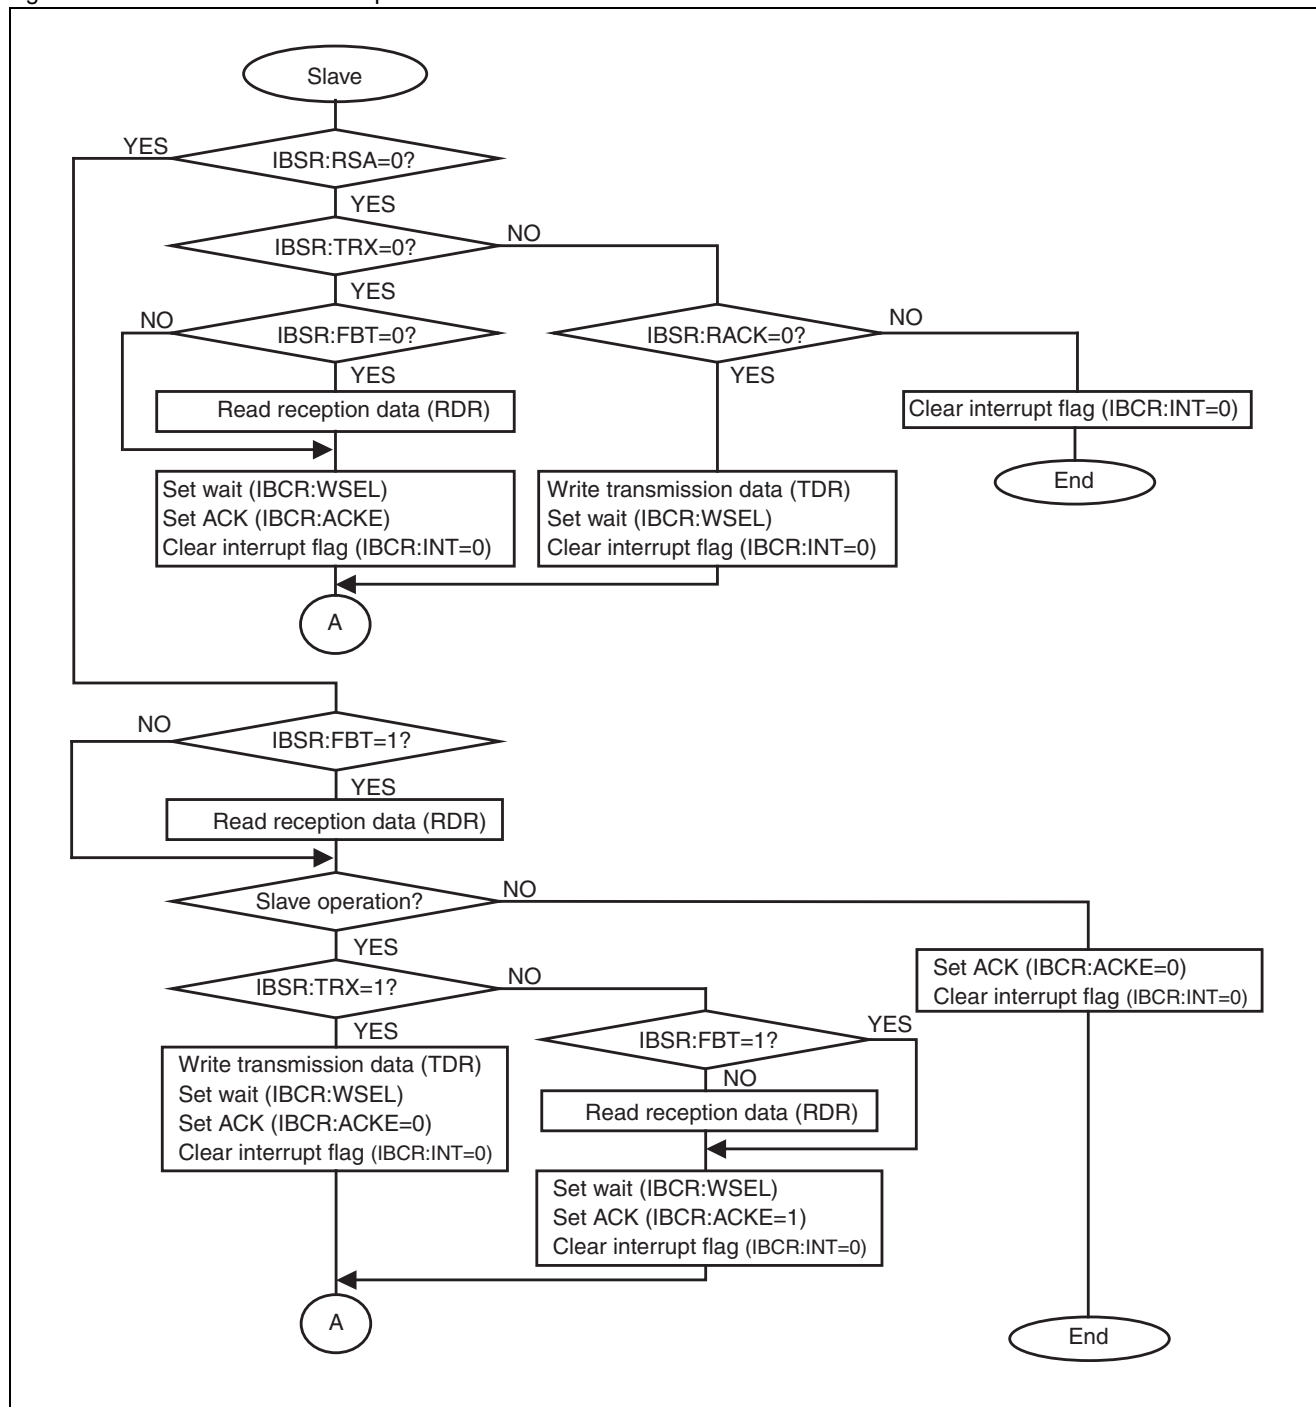 Slave
YES
IBSR:RSA=0?
YES
IBSR:TRX=0?
NO
YES
NO
IBSR:FBT=0?
IBSR:RACK=0?
NO
YES
YES
Read reception data (RDR)
Clear interrupt flag (IBCR:INT=0)
End
Set wait (IBCR:WSEL)
Set ACK (IBCR:ACKE)
Clear interrupt flag (IBCR:INT=0)
Write transmission data (TDR)
Set wait (IBCR:WSEL)
Clear interrupt flag (IBCR:INT=0)
A
NO
IBSR:FBT=1?
YES
Read reception data (RDR)
Slave operation?
NO
YES
IBSR:TRX=1?
NO
Set ACK (IBCR:ACKE=0)
Clear interrupt flag (IBCR:INT=0)
YES
IBSR:FBT=1?
YES
NO
Write transmission data (TDR)
Set wait (IBCR:WSEL)
Set ACK (IBCR:ACKE=0)
Clear interrupt flag (IBCR:INT=0)
Read reception data (RDR)
Set wait (IBCR:WSEL)
Set ACK (IBCR:ACKE=1)
Clear interrupt flag (IBCR:INT=0)
A
End